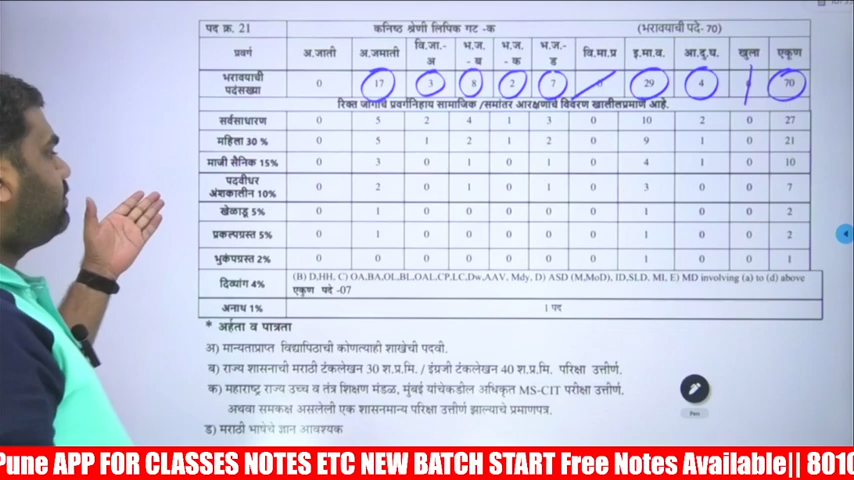 पद क्र. 21 कनिष्ठ श्रेणी लिपिक गट -क (भरावयाची पदे- 70)
प्रवर्ग अ.जाती अ.जमाती वि.जा.- अ भ.ज. - ब भ.ज. - क भ.ज.- ड वि.मा.प्र इ.मा.व. आ.दु.घ. खुला एकूण
भरावयाची पदसंख्या 0 17 3 8 2 7 0 29 4 70
रिक्त जागांचे प्रवर्गनिहाय सामाजिक /समांतर आरक्षणाचे विवरण खालीलप्रमाणे आहे.
सर्वसाधारण 0 5 2 4 1 3 0 10 2 0 27
महिला 30 % 0 5 1 2 1 2 0 9 1 0 21
माजी सैनिक 15% 0 3 0 1 0 1 0 4 1 0 10
पदवीधर अंशकालीन 10% 0 2 0 1 0 1 0 3 0 0 7
खेळाडू 5% 0 1 0 0 0 0 0 1 0 0 2
प्रकल्पग्रस्त 5% 0 1 0 0 0 0 0 1 0 0 2
भुकंपग्रस्त 2% 0 0 0 0 0 0 0 1 0 0 1
दिव्यांग 4% (B) D,HH, C) OA,BA,OL,BL,OAL,CP,LC,Dw,AAV, Mdy, D) ASD (M,MoD), ID,SLD, MI, E) MD involving (a) to (d) above
एकूण पदे -07
अनाथ 1% 1 पद
* अर्हता व पात्रता
अ) मान्यताप्राप्त विद्यापिठाची कोणत्याही शाखेची पदवी.
ब) राज्य शासनाची मराठी टंकलेखन 30 श.प्र.मि. / इंग्रजी टंकलेखन 40 श.प्र.मि. परिक्षा उत्तीर्ण.
क) महाराष्ट्र राज्य उच्च व तंत्र शिक्षण मंडळ, मुंबई यांचेकडील अधिकृत MS-CIT परीक्षा उत्तीर्ण.
अथवा समकक्ष असलेली एक शासनमान्य परिक्षा उत्तीर्ण झाल्याचे प्रमाणपत्र.
ड) मराठी भाषेचे ज्ञान आवश्यक
Pen
Pune APP FOR CLASSES NOTES ETC NEW BATCH START Free Notes Available|| 8010